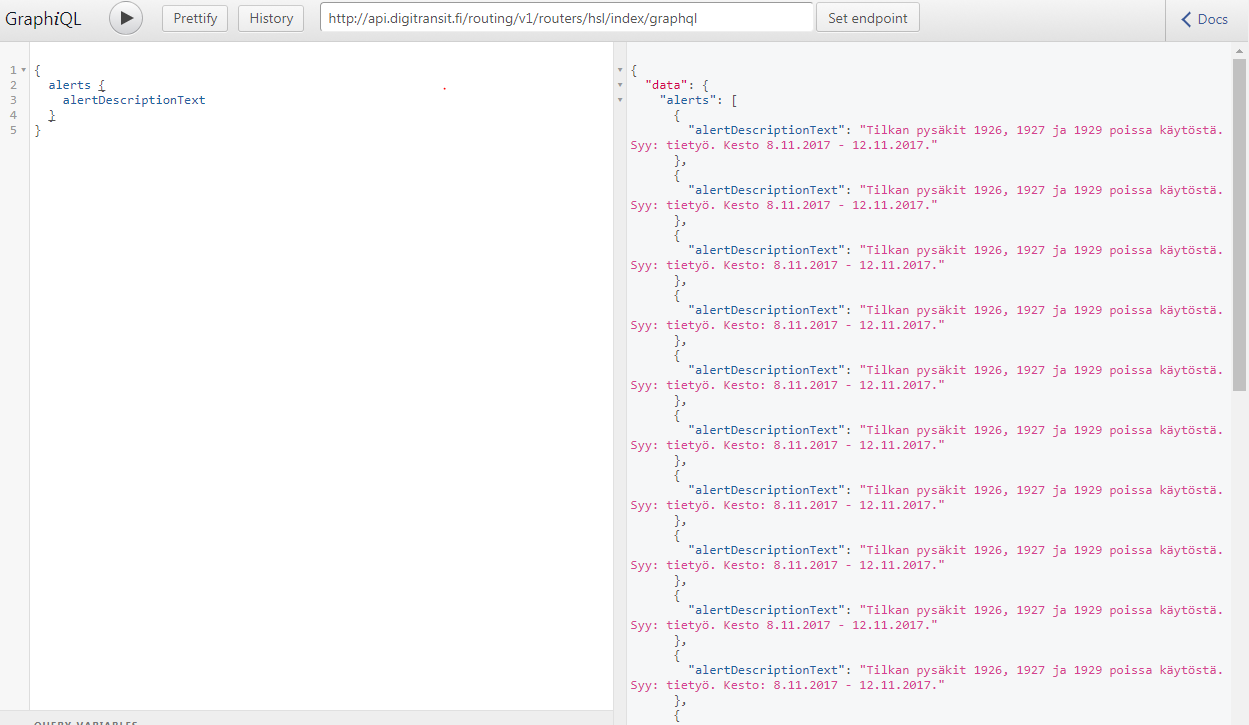 GraphiQL Prettify History http://api.digitransit.fi/routing/v1/routers/hsl/index/graphql Set endpoint Docs
1 {
2 alerts {
3 alertDescriptionText
4 }
5 }
QUERY VARIABLES
{
"data": {
"alerts": [
{
"alertDescriptionText": "Tilkan pysäkit 1926, 1927 ja 1929 poissa käytöstä.
Syy: tietyö. Kesto 8.11.2017 - 12.11.2017."
},
{
"alertDescriptionText": "Tilkan pysäkit 1926, 1927 ja 1929 poissa käytöstä.
Syy: tietyö. Kesto 8.11.2017 - 12.11.2017."
},
{
"alertDescriptionText": "Tilkan pysäkit 1926, 1927 ja 1929 poissa käytöstä.
Syy: tietyö. Kesto: 8.11.2017 - 12.11.2017."
},
{
"alertDescriptionText": "Tilkan pysäkit 1926, 1927 ja 1929 poissa käytöstä.
Syy: tietyö. Kesto: 8.11.2017 - 12.11.2017."
},
{
"alertDescriptionText": "Tilkan pysäkit 1926, 1927 ja 1929 poissa käytöstä.
Syy: tietyö. Kesto: 8.11.2017 - 12.11.2017."
},
{
"alertDescriptionText": "Tilkan pysäkit 1926, 1927 ja 1929 poissa käytöstä.
Syy: tietyö. Kesto: 8.11.2017 - 12.11.2017."
},
{
"alertDescriptionText": "Tilkan pysäkit 1926, 1927 ja 1929 poissa käytöstä.
Syy: tietyö. Kesto: 8.11.2017 - 12.11.2017."
},
{
"alertDescriptionText": "Tilkan pysäkit 1926, 1927 ja 1929 poissa käytöstä.
Syy: tietyö. Kesto: 8.11.2017 - 12.11.2017."
},
{
"alertDescriptionText": "Tilkan pysäkit 1926, 1927 ja 1929 poissa käytöstä.
Syy: tietyö. Kesto 8.11.2017 - 12.11.2017."
},
{
"alertDescriptionText": "Tilkan pysäkit 1926, 1927 ja 1929 poissa käytöstä.
Syy: tietyö. Kesto: 8.11.2017 - 12.11.2017."
},
{